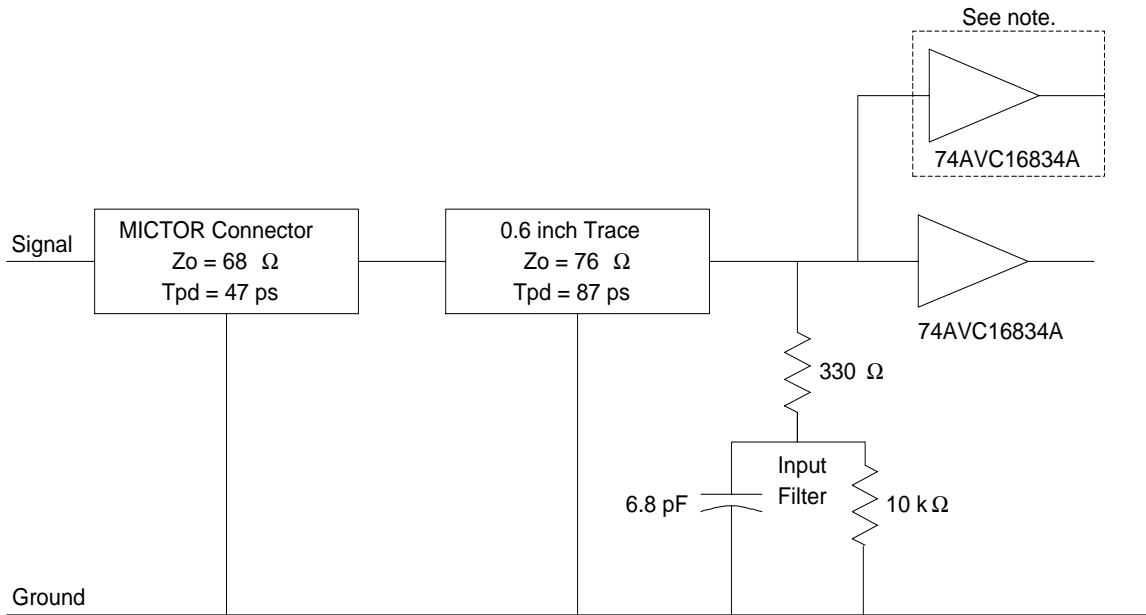 See note.
74AVC16834A
Signal
MICTOR Connector
Zo = 68 Ω
Tpd = 47 ps
0.6 inch Trace
Zo = 76 Ω
Tpd = 87 ps
74AVC16834A
330 Ω
Input
Filter
6.8 pF
10 k Ω
Ground